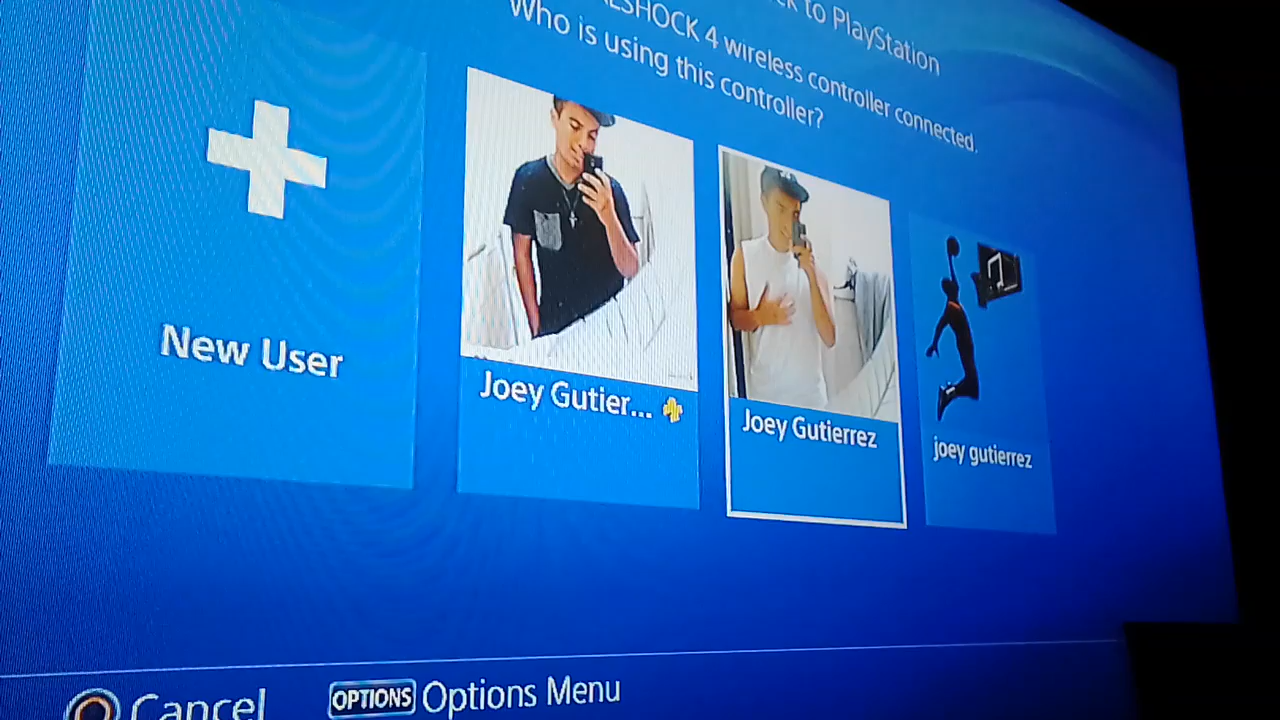 to PlayStation
4 wireless controller connected.
Who is using this controller?
New User
Joey Gutier...
Joey Gutierrez
joey gutierrez
Cancel
OPTIONS Options Menu